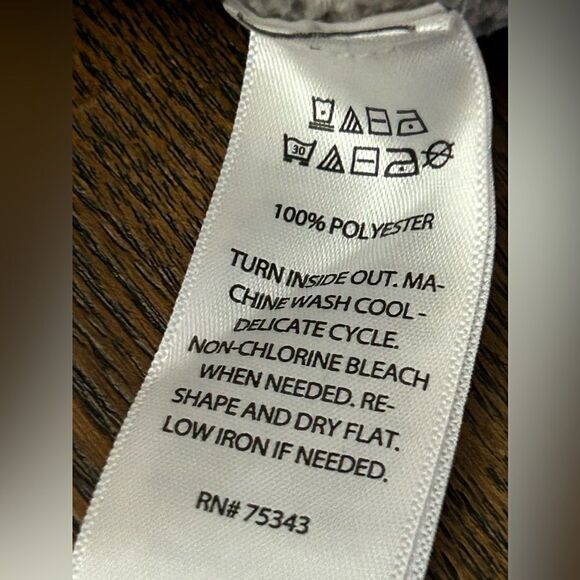 30
100% POLYESTER
TURN INSIDE OUT. MA-
CHINE WASH COOL -
DELICATE CYCLE.
NON-CHLORINE BLEACH
WHEN NEEDED. RE-
SHAPE AND DRY FLAT.
LOW IRON IF NEEDED.
RN# 75343